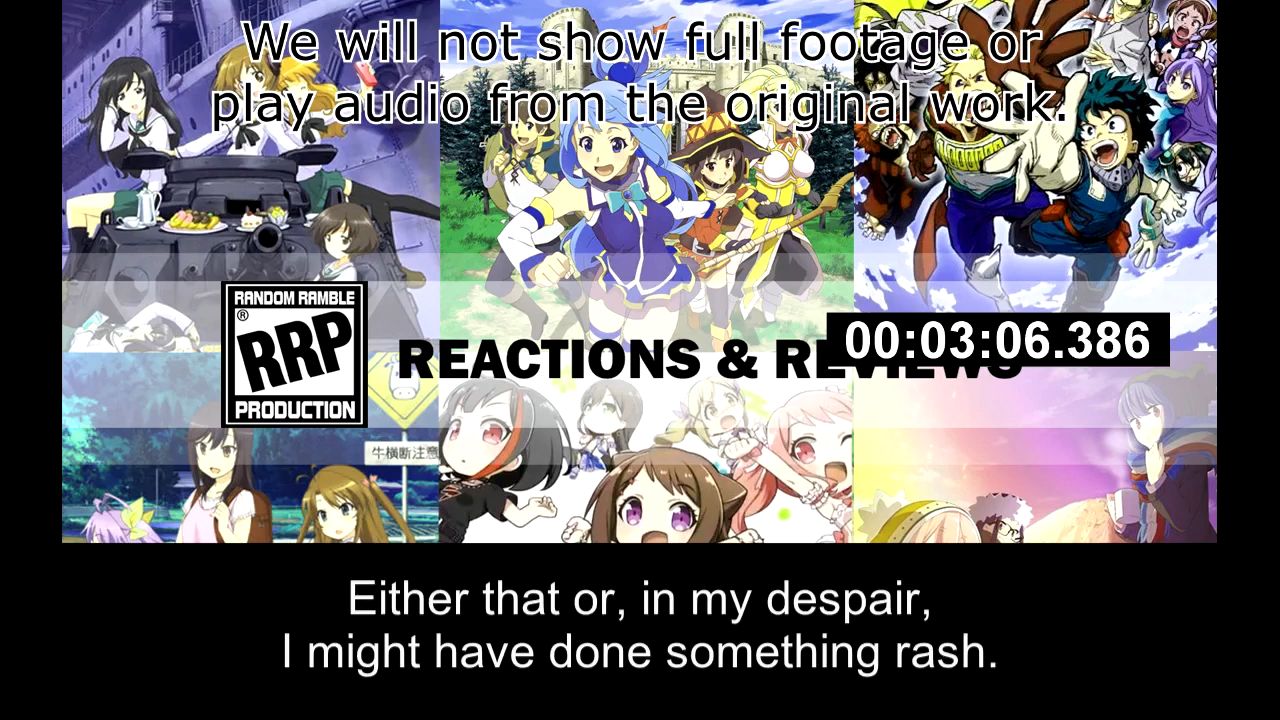 We will not show full footage or
play audio from the original work.
RANDOM RAMBLE
®
RRP
PRODUCTION
REACTIONS & REVIEWS
00:03:06.386
牛横断注意
Either that or, in my despair,
I might have done something rash.